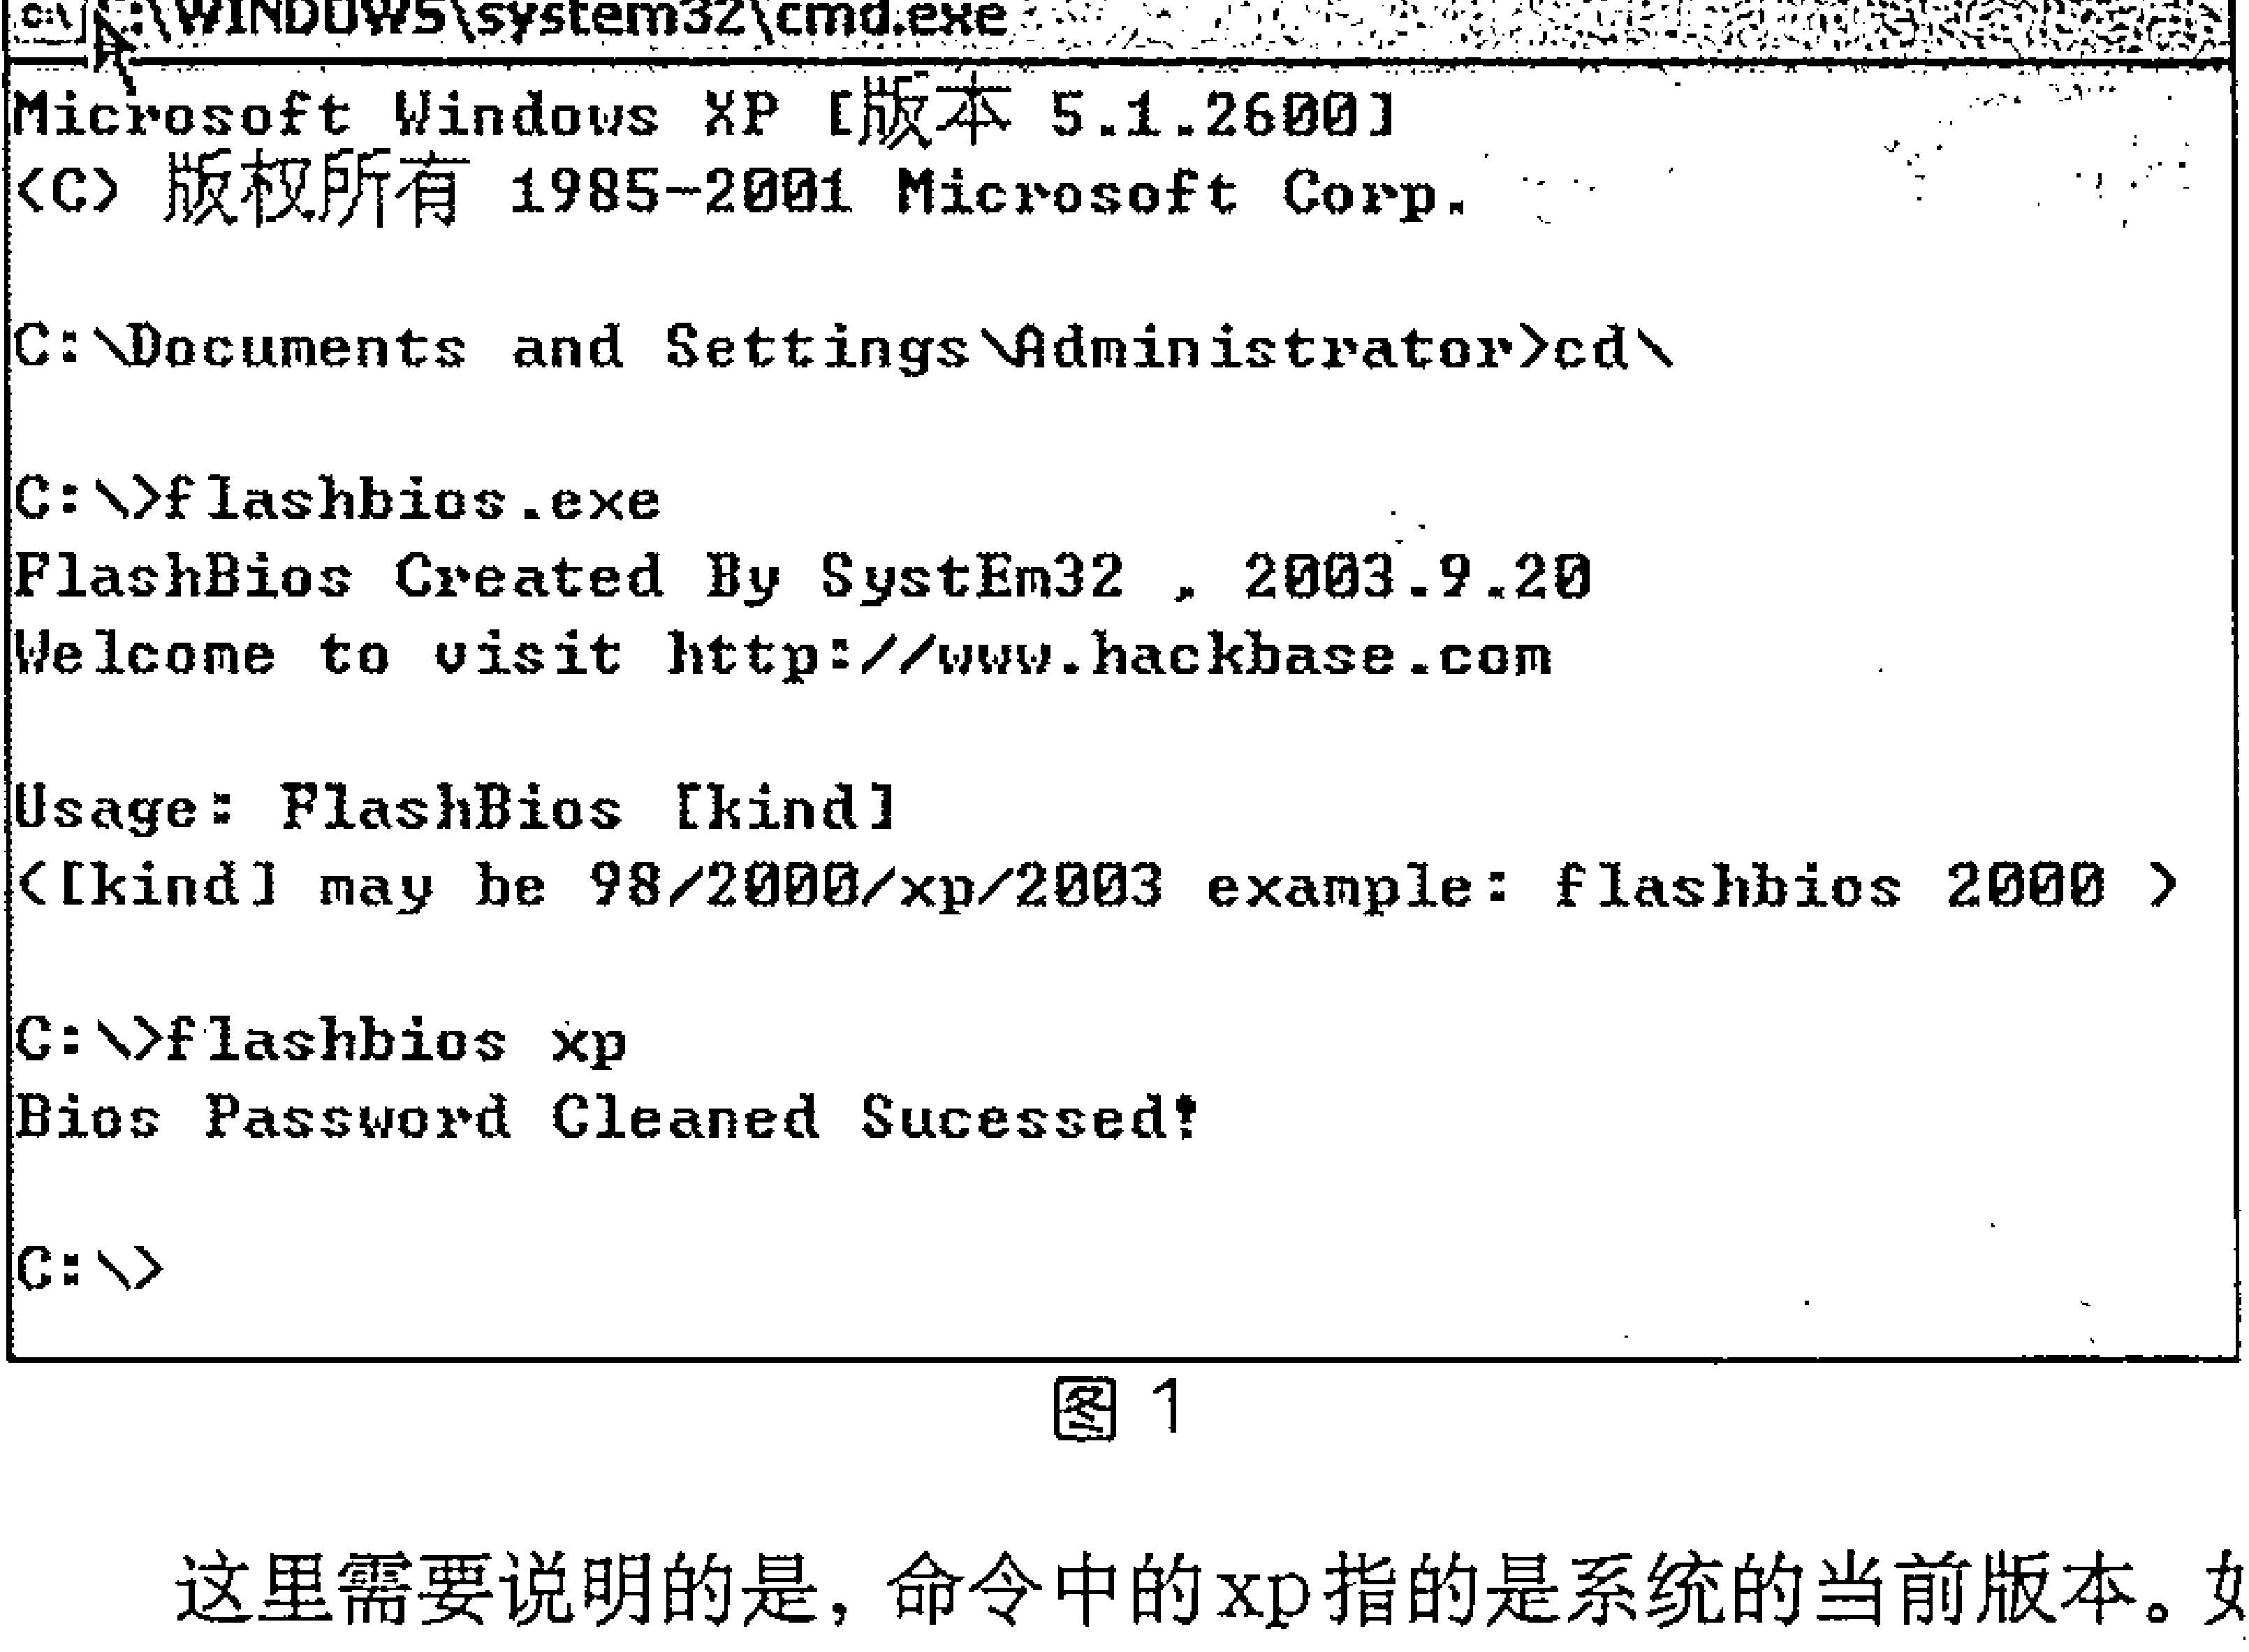 C:\WINDOWS\system32\cmd.exe
Microsoft Windows XP [版本 5.1.2600]
(C) 版权所有 1985-2001 Microsoft Corp.
C:\Documents and Settings\Administrator>cd\
C:\>flashbios.exe
FlashBios Created By SystEm32 , 2003.9.20
Welcome to visit http://www.hackbase.com
Usage: FlashBios [kind]
([kind] may be 98/2000/xp/2003 example: flashbios 2000 )
C:\>flashbios xp
Bios Password Cleaned Sucessed!
C:\>
图 1
这里需要说明的是，命令中的xp指的是系统的当前版本。